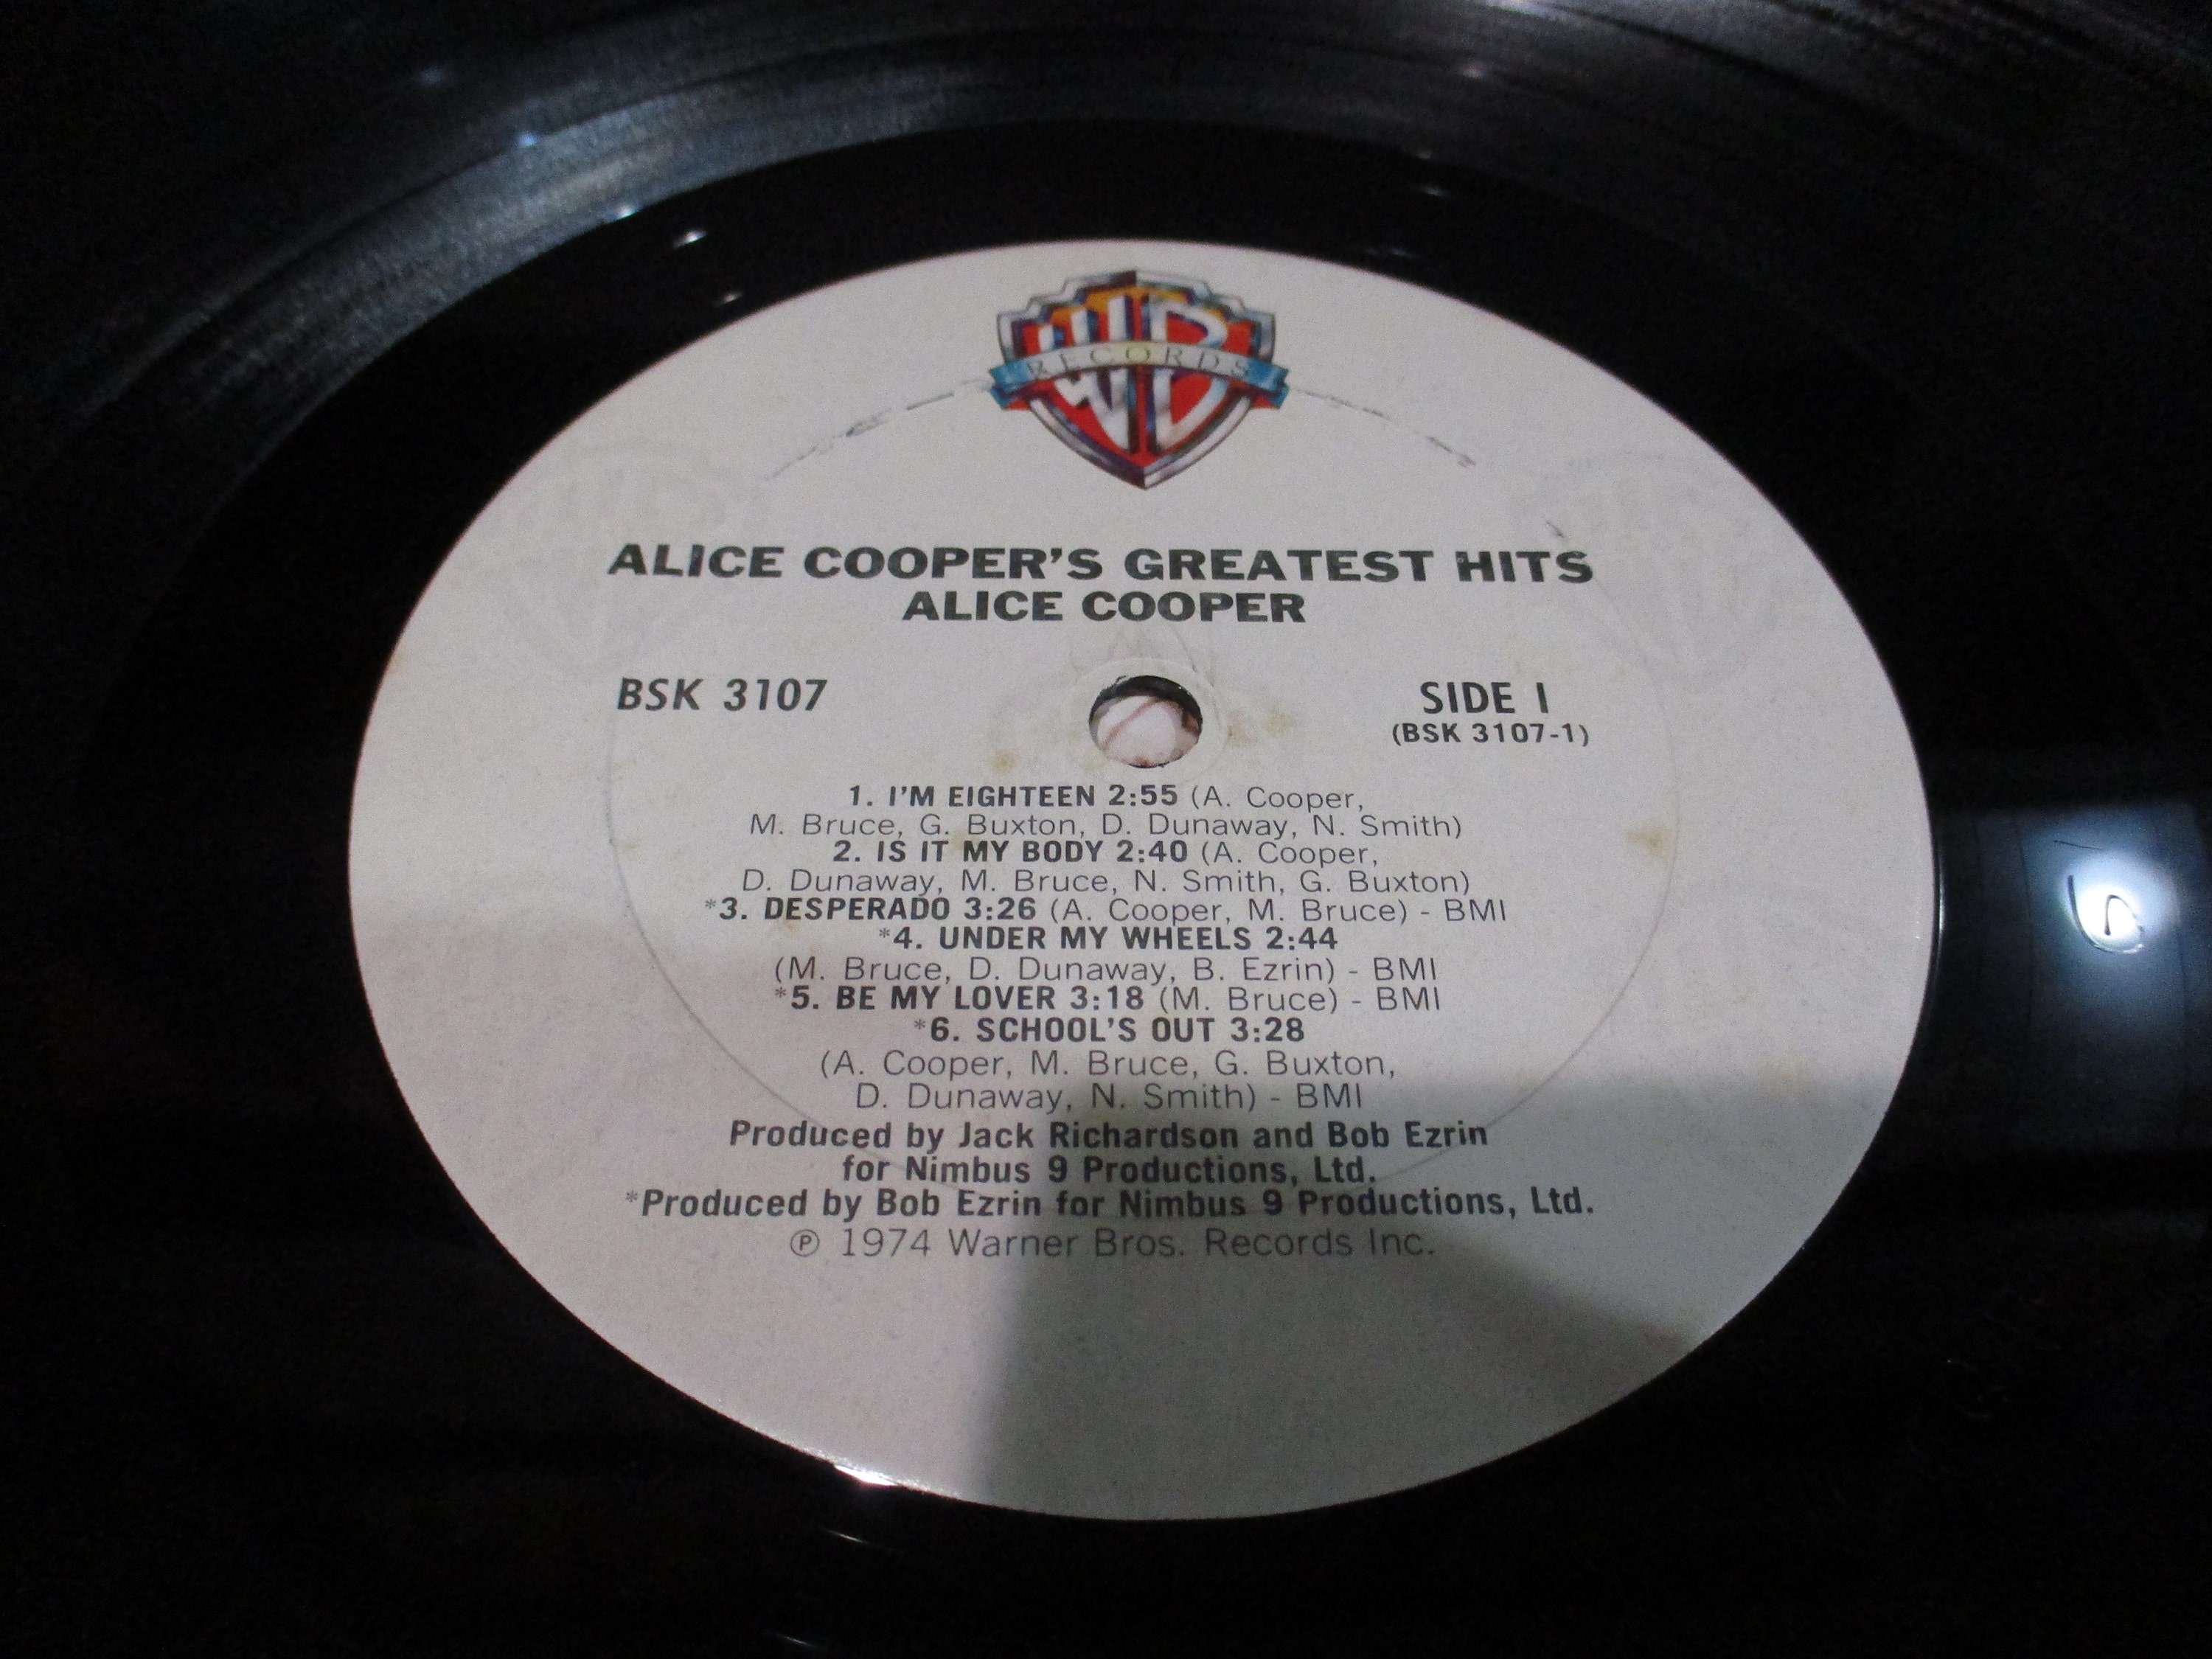 WB
RECORDS
ALICE COOPER'S GREATEST HITS
ALICE COOPER
BSK 3107
SIDE 1
(BSK 3107-1)
1. I'M EIGHTEEN 2:55 (A. Cooper,
M. Bruce, G. Buxton, D. Dunaway, N. Smith)
2. IS IT MY BODY 2:40 (A. Cooper,
D. Dunaway, M. Bruce, N. Smith, G. Buxton)
*3. DESPERADO 3:26 (A. Cooper, M. Bruce) - BMI
*4. UNDER MY WHEELS 2:44
(M. Bruce, D. Dunaway, B. Ezrin) - BMI
*5. BE MY LOVER 3:18 (M. Bruce) - BMI
*6. SCHOOL'S OUT 3:28
(A. Cooper, M. Bruce, G. Buxton,
D. Dunaway, N. Smith) - BMI
Produced by Jack Richardson and Bob Ezrin
for Nimbus 9 Productions, Ltd.
*Produced by Bob Ezrin for Nimbus 9 Productions, Ltd.
℗ 1974 Warner Bros. Records Inc.